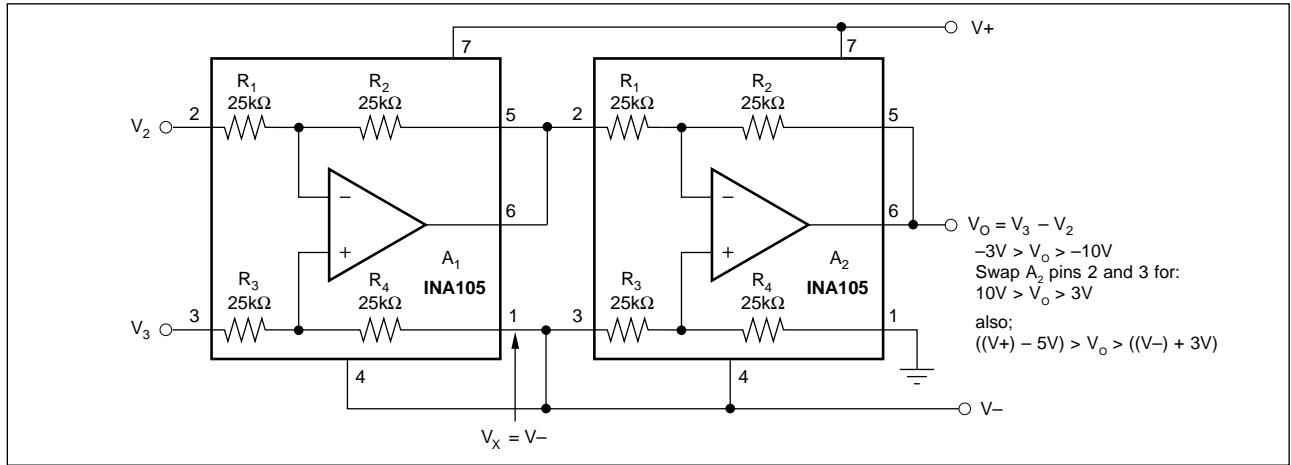 V+
7
7
R1
25kΩ
R2
25kΩ
R1
25kΩ
R2
25kΩ
V2
2
5
2
5
–
–
6
6
VO = V3 – V2
–3V > VO > –10V
Swap A2 pins 2 and 3 for:
10V > VO > 3V
also;
((V+) – 5V) > VO > ((V–) + 3V)
+
+
A1
INA105
A2
INA105
R3
25kΩ
R4
25kΩ
R3
25kΩ
R4
25kΩ
V3
3
1
3
1
4
4
V–
VX = V–